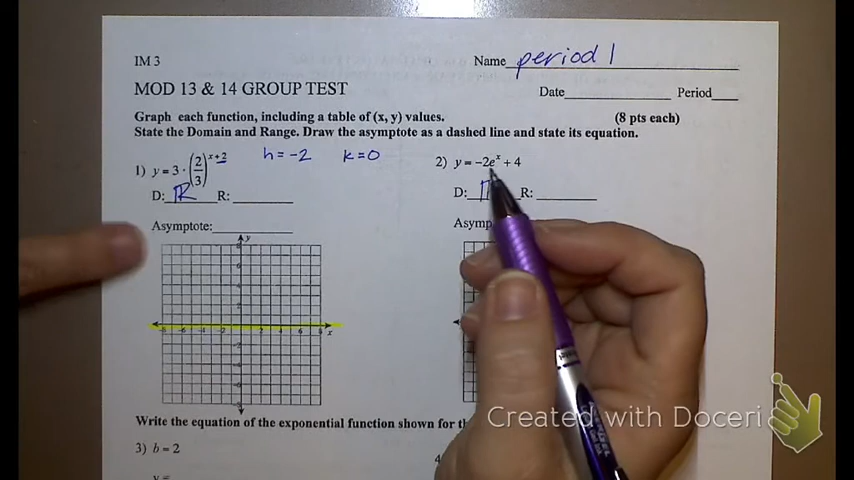 IM 3
Name period 1
MOD 13 & 14 GROUP TEST
Date Period
Graph each function, including a table of (x, y) values. (8 pts each)
State the Domain and Range. Draw the asymptote as a dashed line and state its equation.
1) y = 3 · (2/3)^(x+2) h = -2 k = 0
2) y = -2e^x + 4
D: R R:
D: R:
Asymptote:
Asymp
y
x
Write the equation of the exponential function shown for
3) b = 2
4
y =
Created with Doceri